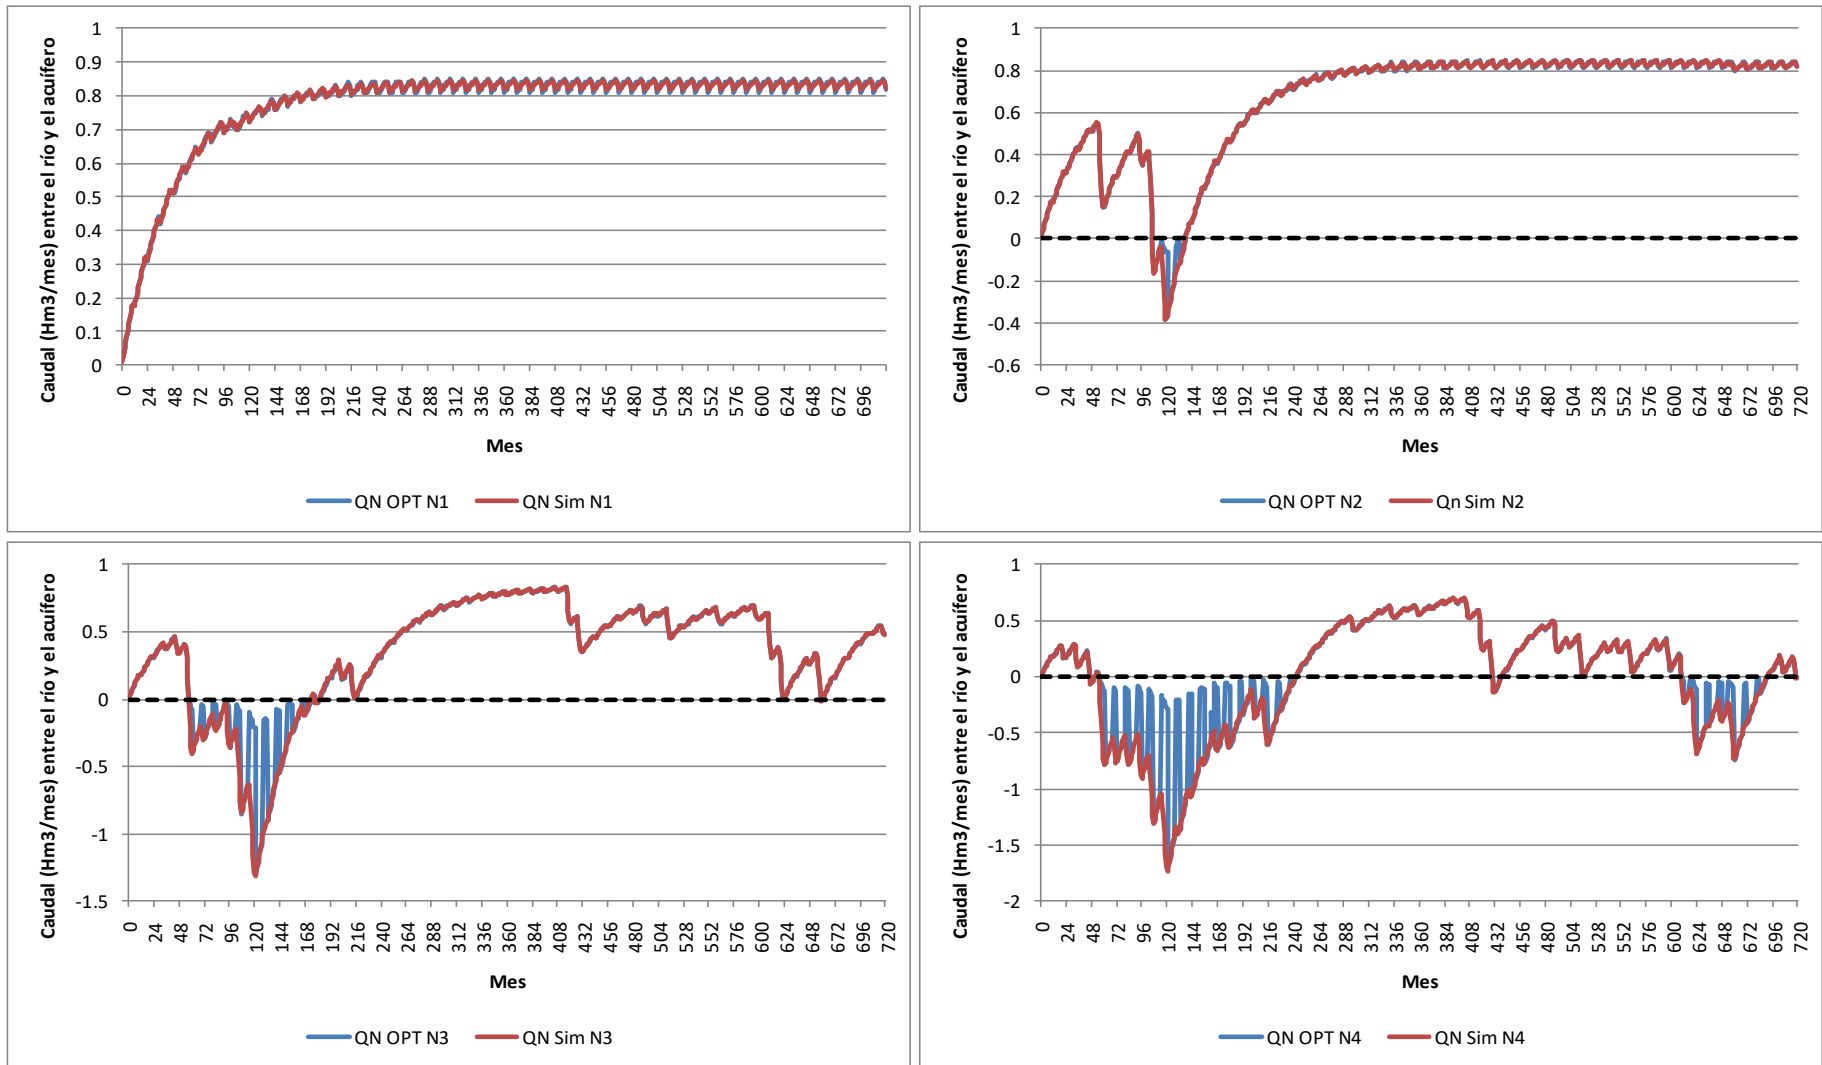 Caudal (Hm3/mes) entre el río y el acuífero
1
0.9
0.8
0.7
0.6
0.5
0.4
0.3
0.2
0.1
0
0 24 48 72 96 120 144 168 192 216 240 264 288 312 336 360 384 408 432 456 480 504 528 552 576 600 624 648 672 696
Mes
QN OPT N1 QN Sim N1
Caudal (Hm3/mes) entre el río y el acuífero
1
0.8
0.6
0.4
0.2
0
-0.2
-0.4
-0.6
0 24 48 72 96 120 144 168 192 216 240 264 288 312 336 360 384 408 432 456 480 504 528 552 576 600 624 648 672 696 720
Mes
QN OPT N2 Qn Sim N2
Caudal (Hm3/mes) entre el río y el acuífero
1
0.5
0
-0.5
-1
-1.5
0 24 48 72 96 120 144 168 192 216 240 264 288 312 336 360 384 408 432 456 480 504 528 552 576 600 624 648 672 696 720
Mes
QN OPT N3 QN Sim N3
Caudal (Hm3/mes) entre el río y el acuífero
1
0.5
0
-0.5
-1
-1.5
-2
0 24 48 72 96 120 144 168 192 216 240 264 288 312 336 360 384 408 432 456 480 504 528 552 576 600 624 648 672 696 720
Mes
QN OPT N4 QN Sim N4